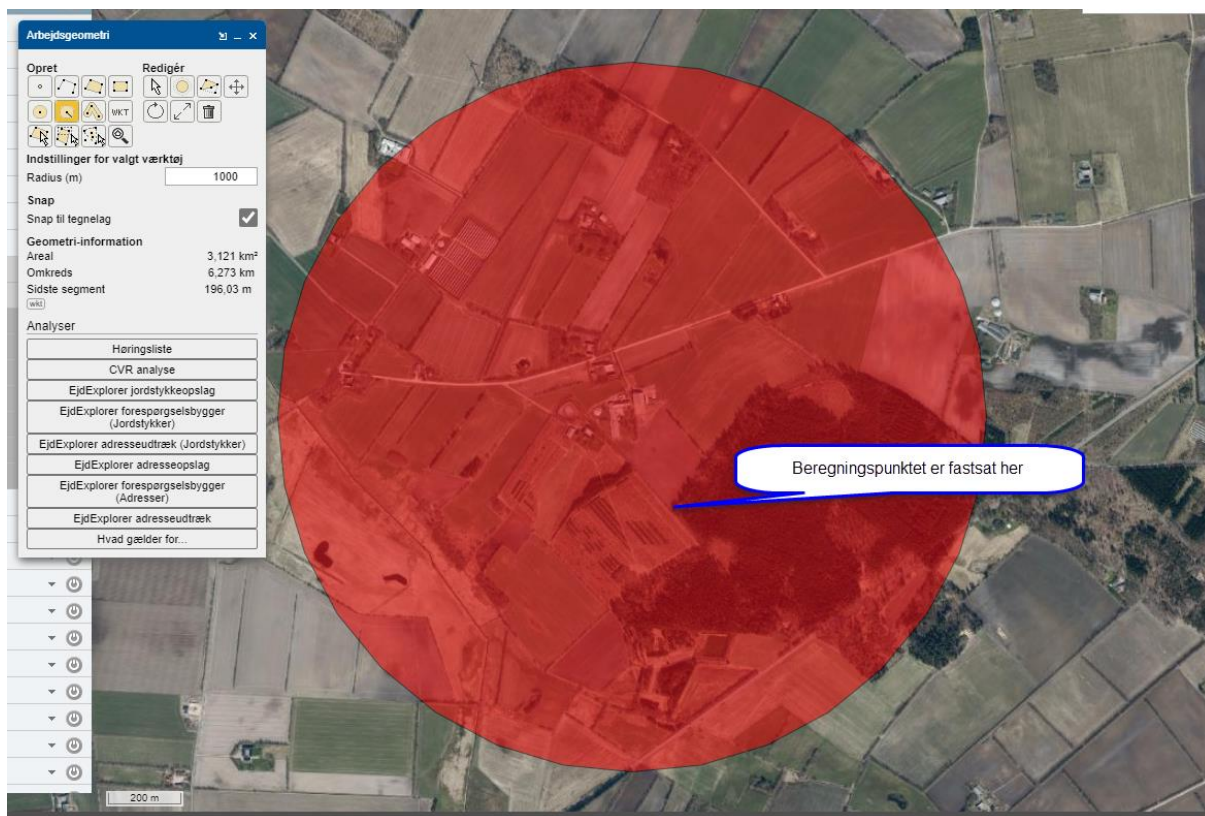 Arbejdsgeometri
Opret Redigér
WKT
Indstillinger for valgt værktøj
Radius (m) 1000
Snap
Snap til tegnelag
Geometri-information
Areal 3,121 km²
Omkreds 6,273 km
Sidste segment 196,03 m
wkt
Analyser
Høringsliste
CVR analyse
EjdExplorer jordstykkeopslag
EjdExplorer forespørgselsbygger
(Jordstykker)
EjdExplorer adresseudtræk (Jordstykker)
EjdExplorer adresseopslag
EjdExplorer forespørgselsbygger
(Adresser)
EjdExplorer adresseudtræk
Hvad gælder for...
Beregningspunktet er fastsat her
200 m